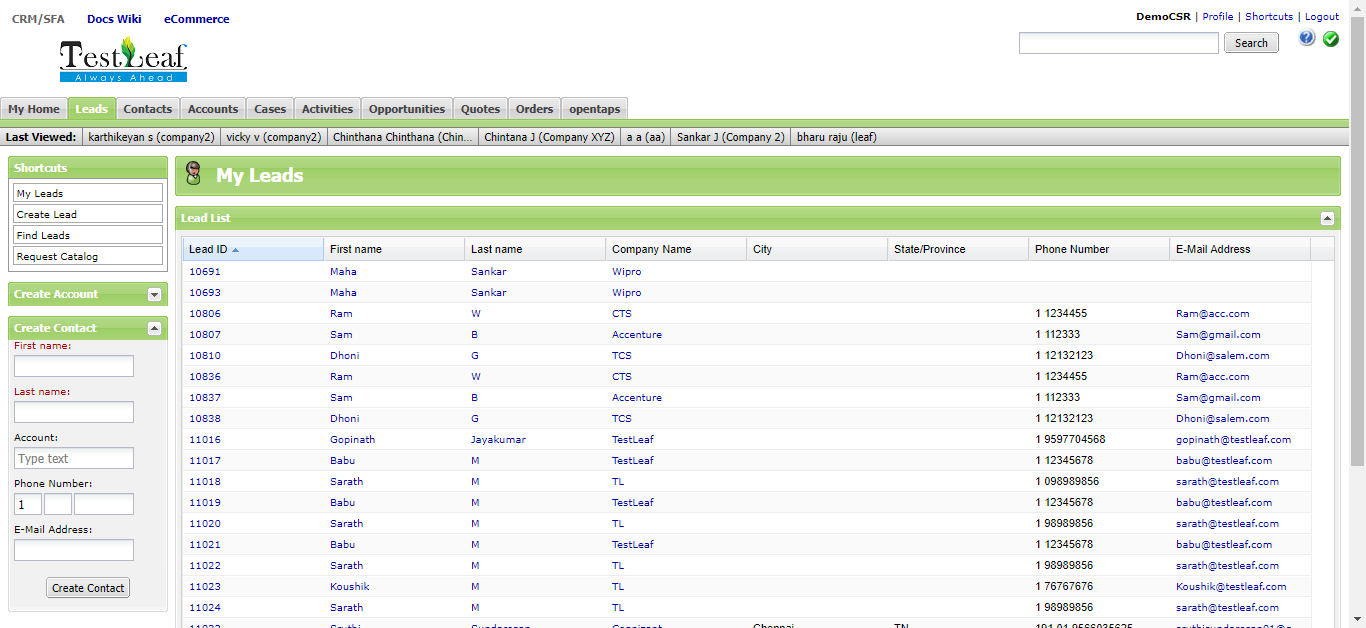 CRM/SFA Docs Wiki eCommerce
DemoCSR | Profile | Shortcuts | Logout
Search
TestLeaf
Always Ahead
My Home Leads Contacts Accounts Cases Activities Opportunities Quotes Orders opentaps
Last Viewed: karthikeyan s (company2) vicky v (company2) Chinthana Chinthana (Chin... Chintana J (Company XYZ) a a (aa) Sankar J (Company 2) bharu raju (leaf)
Shortcuts
My Leads
Create Lead
Find Leads
Request Catalog
Create Account
Create Contact
First name:
Last name:
Account:
Type text
Phone Number:
1
E-Mail Address:
Create Contact
My Leads
Lead List
Lead ID First name Last name Company Name City State/Province Phone Number E-Mail Address
10691 Maha Sankar Wipro
10693 Maha Sankar Wipro
10806 Ram W CTS 1 1234455 Ram@acc.com
10807 Sam B Accenture 1 112333 Sam@gmail.com
10810 Dhoni G TCS 1 12132123 Dhoni@salem.com
10836 Ram W CTS 1 1234455 Ram@acc.com
10837 Sam B Accenture 1 112333 Sam@gmail.com
10838 Dhoni G TCS 1 12132123 Dhoni@salem.com
11016 Gopinath Jayakumar TestLeaf 1 9597704568 gopinath@testleaf.com
11017 Babu M TestLeaf 1 12345678 babu@testleaf.com
11018 Sarath M TL 1 098989856 sarath@testleaf.com
11019 Babu M TestLeaf 1 12345678 babu@testleaf.com
11020 Sarath M TL 1 98989856 sarath@testleaf.com
11021 Babu M TestLeaf 1 12345678 babu@testleaf.com
11022 Sarath M TL 1 98989856 sarath@testleaf.com
11023 Koushik M TL 1 76767676 Koushik@testleaf.com
11024 Sarath M TL 1 98989856 sarath@testleaf.com
Chennai TN